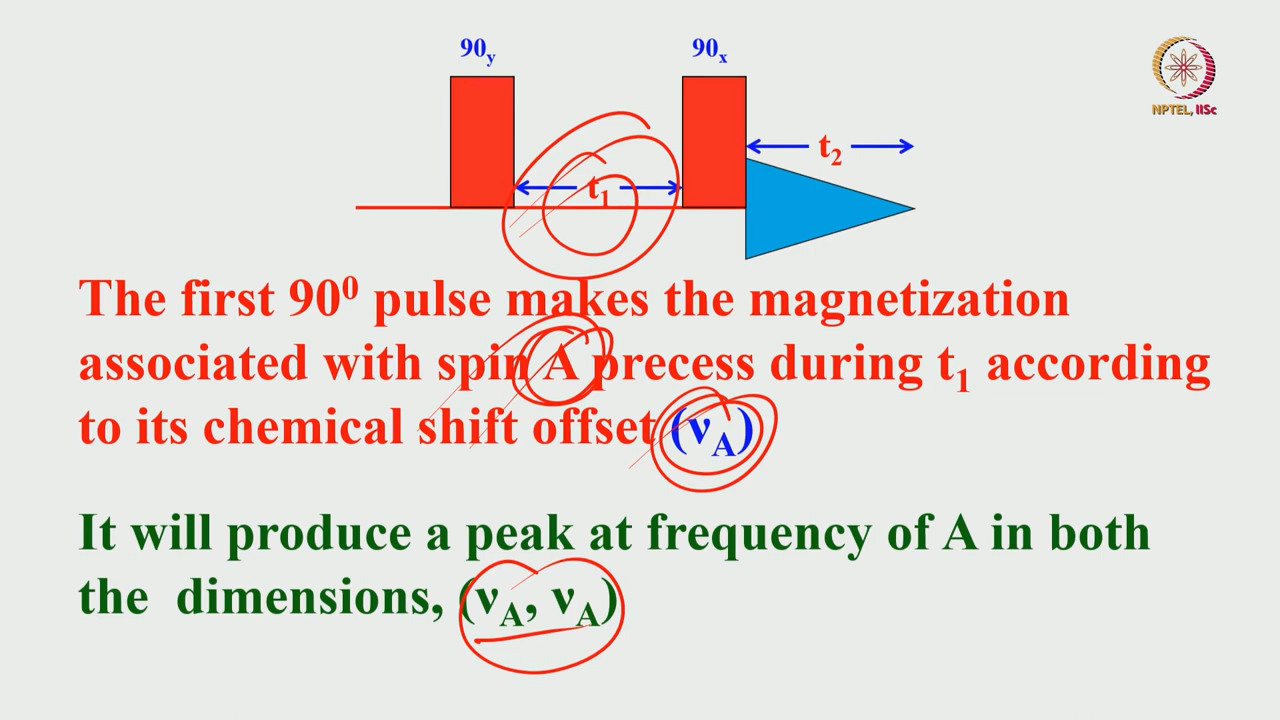 90y
90x
NPTEL, IISc
t2
t1
The first 90⁰ pulse makes the magnetization
associated with spin A precess during t₁ according
to its chemical shift offset (νA)
It will produce a peak at frequency of A in both
the dimensions, (νA, νA)